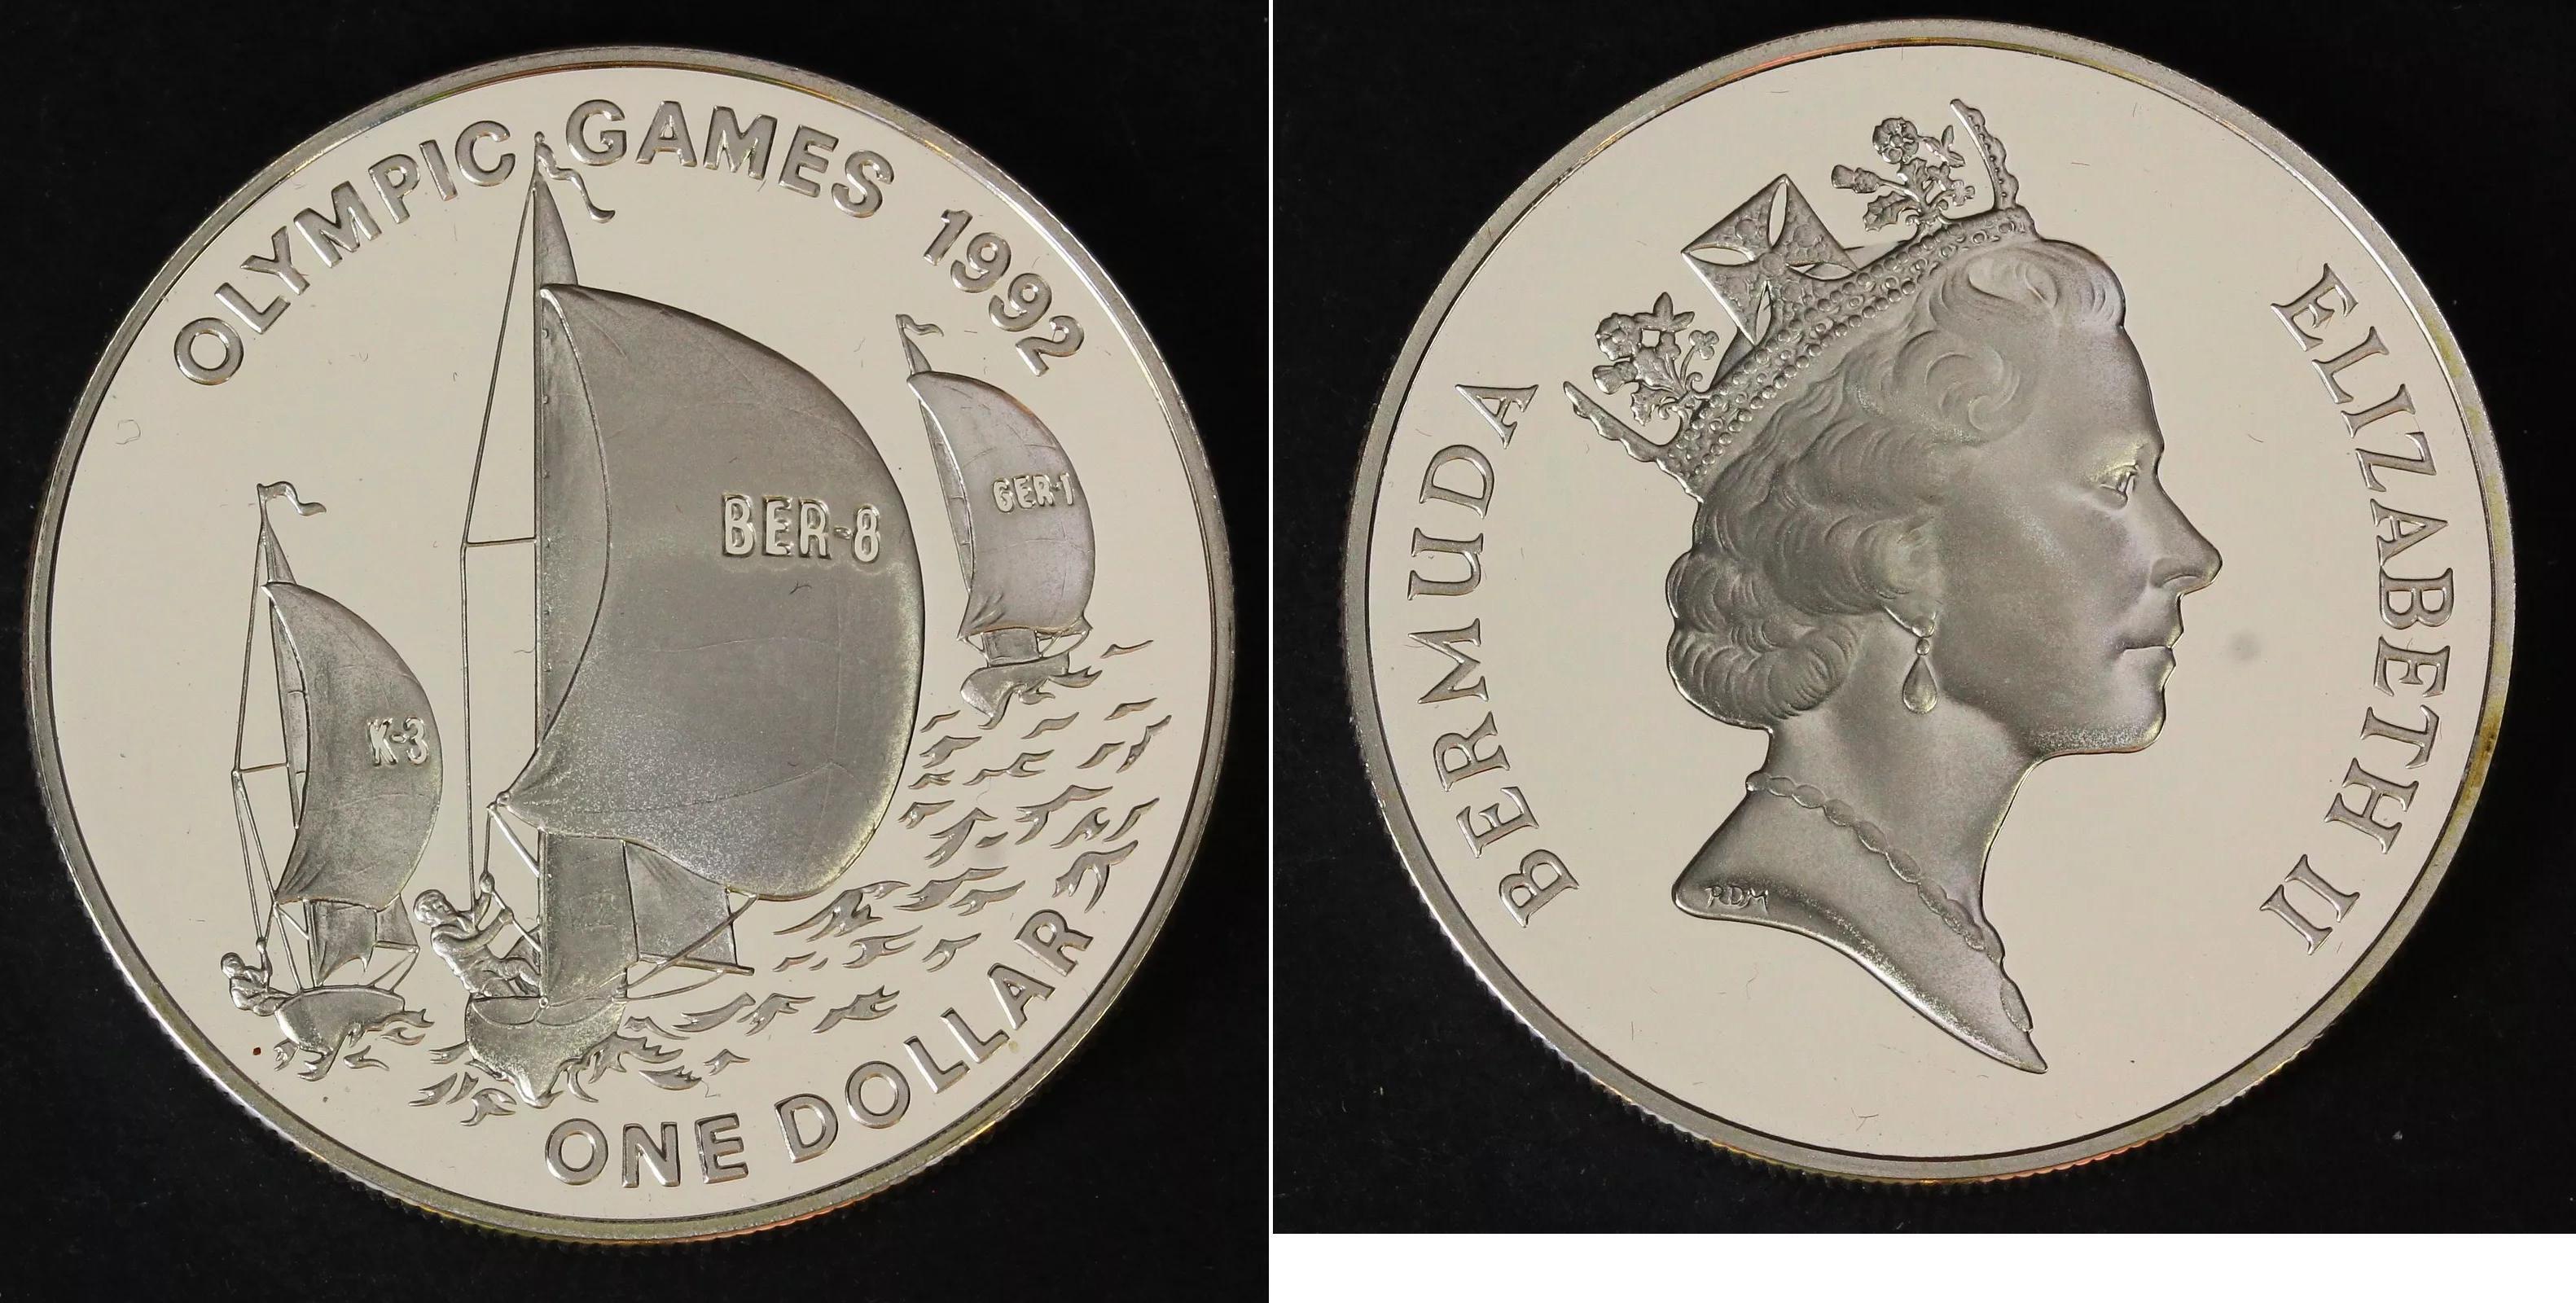 OLYMPIC GAMES 1992
BER-8
GER-1
K-3
ONE DOLLAR
BERMUDA
ELIZABETH II
RDM